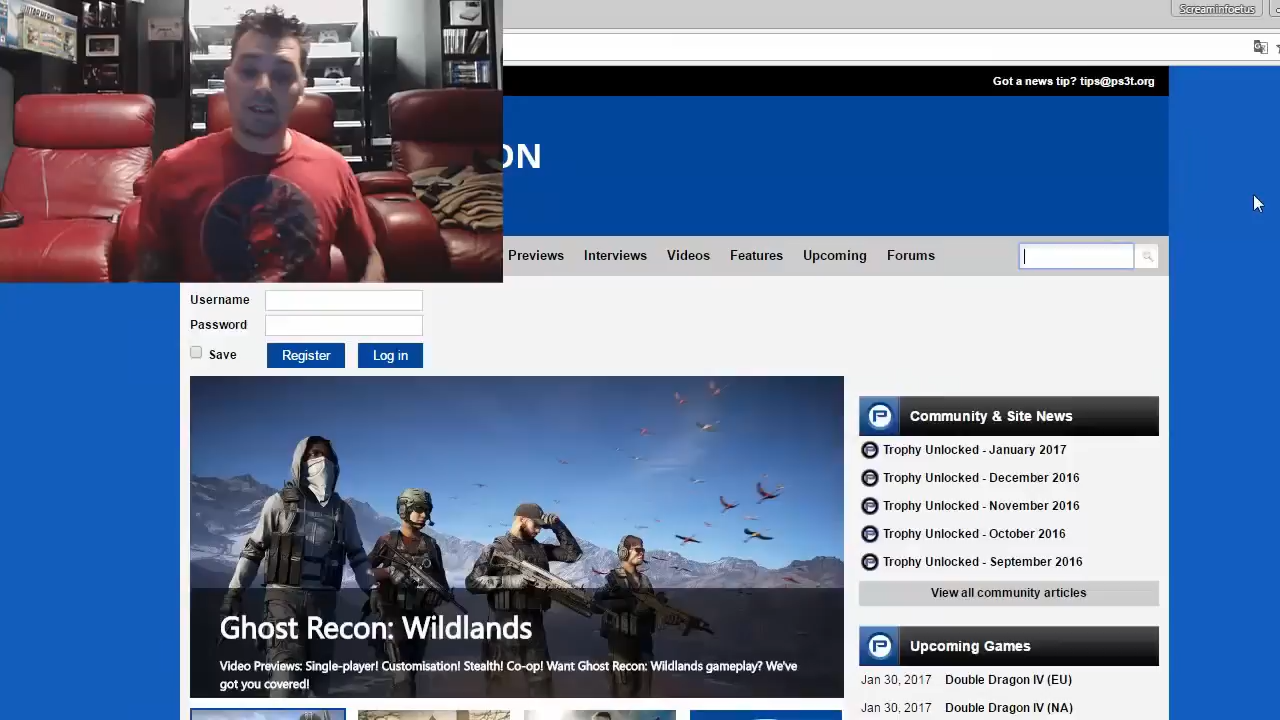 Screaminfoetus
Got a news tip? tips@ps3t.org
ON
Previews Interviews Videos Features Upcoming Forums
Username
Password
Save Register Log in
Community & Site News
Trophy Unlocked - January 2017
Trophy Unlocked - December 2016
Trophy Unlocked - November 2016
Trophy Unlocked - October 2016
Trophy Unlocked - September 2016
View all community articles
Ghost Recon: Wildlands
Video Previews: Single-player! Customisation! Stealth! Co-op! Want Ghost Recon: Wildlands gameplay? We've
got you covered!
Upcoming Games
Jan 30, 2017 Double Dragon IV (EU)
Jan 30, 2017 Double Dragon IV (NA)